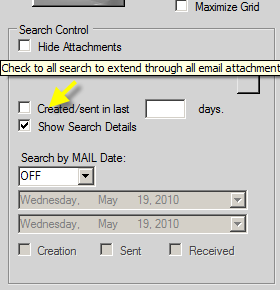 Maximize Grid
Search Control
Hide Attachments
Check to all search to extend through all email attachment
Created/sent in last days.
Show Search Details
Search by MAIL Date:
OFF
Wednesday, May 19, 2010
Wednesday, May 19, 2010
Creation Sent Received